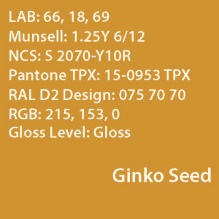 LAB: 66, 18, 69
Munsell: 1.25Y 6/12
NCS: S 2070-Y10R
Pantone TPX: 15-0953 TPX
RAL D2 Design: 075 70 70
RGB: 215, 153, 0
Gloss Level: Gloss
Ginko Seed